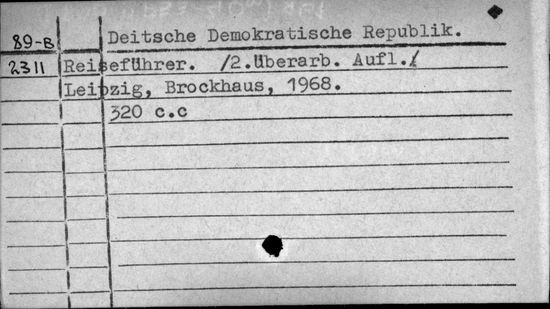 Deitsche Demokratische Republik.
89-B
2311 Reiseführer. /2.überarb. Aufl./
Leipzig, Brockhaus, 1968.
320 c.c